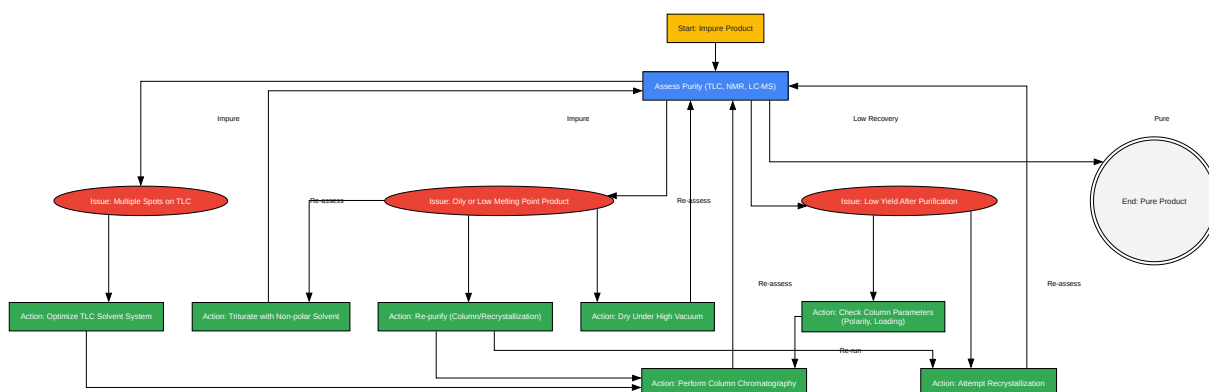 Start: Impure Product
Assess Purity (TLC, NMR, LC-MS)
Impure
Impure
Low Recovery
Pure
Issue: Multiple Spots on TLC
Re-assess
Issue: Oily or Low Melting Point Product
Re-assess
Issue: Low Yield After Purification
End: Pure Product
Re-assess
Re-assess
Action: Optimize TLC Solvent System
Action: Triturate with Non-polar Solvent
Action: Re-purify (Column/Recrystallization)
Action: Dry Under High Vacuum
Action: Check Column Parameters
(Polarity, Loading)
Re-run
Action: Perform Column Chromatography
Action: Attempt Recrystallization